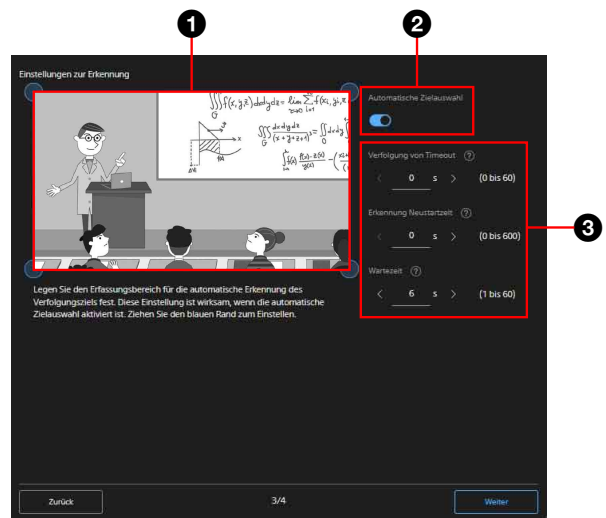 1
2
Einstellungen zur Erkennung
Automatische Zielauswahl
Verfolgung von Timeout ?
< 0 s > (0 bis 60)
Erkennung Neustartzeit ?
< 0 s > (0 bis 600)
3
Wartezeit ?
< 6 s > (1 bis 60)
Legen Sie den Erfassungsbereich für die automatische Erkennung des
Verfolgungsziels fest. Diese Einstellung ist wirksam, wenn die automatische
Zielauswahl aktiviert ist. Ziehen Sie den blauen Rand zum Einstellen.
Zurück
3/4
Weiter